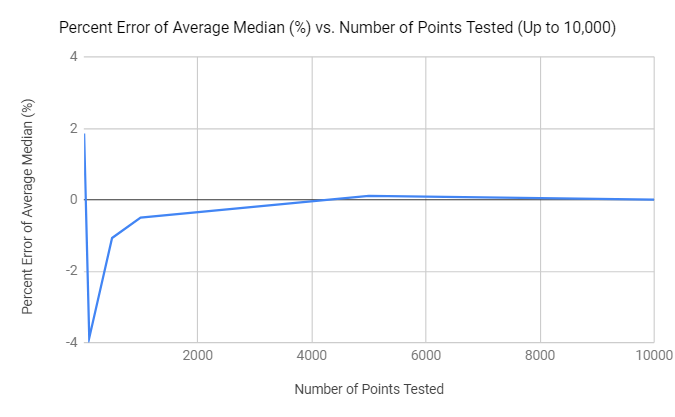 Percent Error of Average Median (%) vs. Number of Points Tested (Up to 10,000)
Percent Error of Average Median (%)
4
2
0
-2
-4
2000 4000 6000 8000 10000
Number of Points Tested